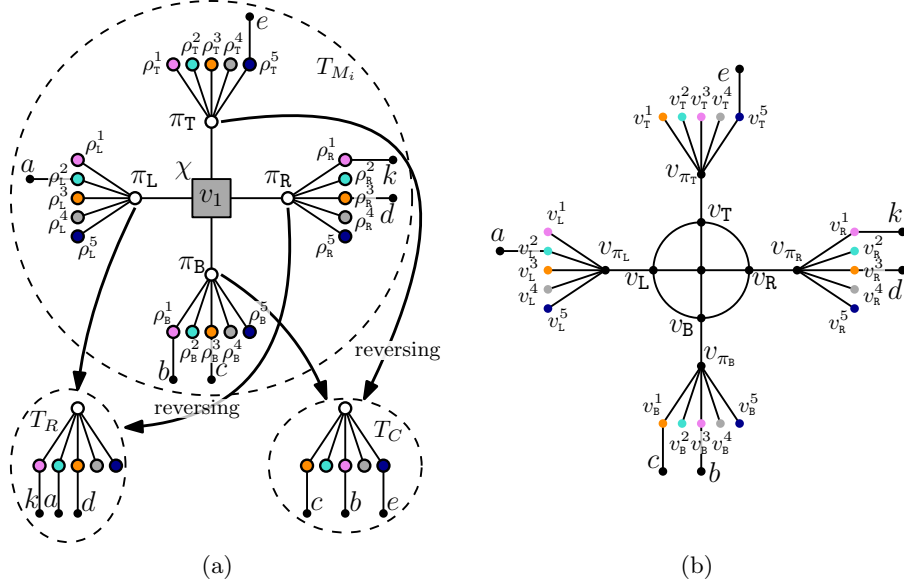 e
ρ_T^1 ρ_T^2 ρ_T^3 ρ_T^4 ρ_T^5
T_{M_i}
π_T
a
ρ_L^1
ρ_L^2
ρ_L^3
ρ_L^4
ρ_L^5
π_L
χ
v_1
π_R
ρ_R^1
ρ_R^2
ρ_R^3
ρ_R^4
ρ_R^5
k
d
π_B
ρ_B^1 ρ_B^2 ρ_B^3 ρ_B^4 ρ_B^5
b c
reversing
reversing
T_R
k a d
T_C
c b e
(a)
e
v_T^1 v_T^2 v_T^3 v_T^4 v_T^5
v_{π_T}
v_T
a
v_L^1
v_L^2
v_L^3
v_L^4
v_L^5
v_{π_L}
v_L
v_R
v_{π_R}
v_R^1
v_R^2
v_R^3
v_R^4
v_R^5
k
d
v_B
v_{π_B}
v_B^1 v_B^2 v_B^3 v_B^4 v_B^5
c b
(b)